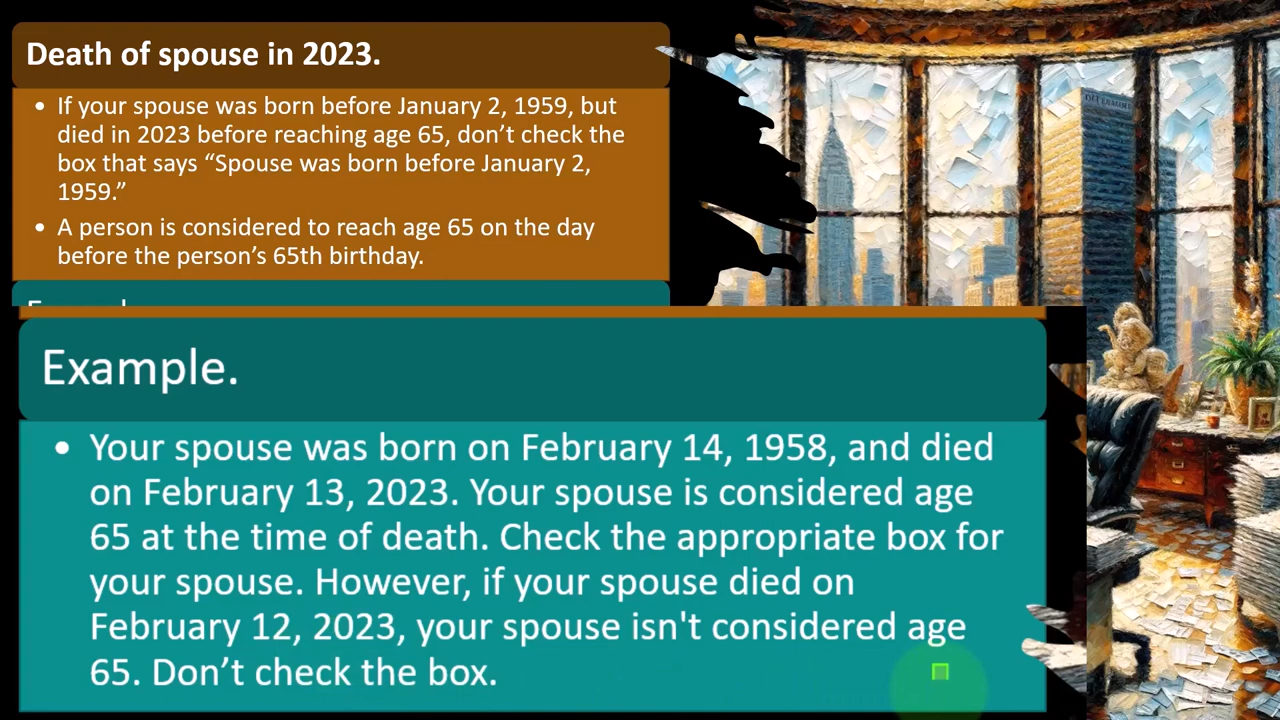 Death of spouse in 2023.
• If your spouse was born before January 2, 1959, but
died in 2023 before reaching age 65, don’t check the
box that says “Spouse was born before January 2,
1959.”
• A person is considered to reach age 65 on the day
before the person’s 65th birthday.
Example.
• Your spouse was born on February 14, 1958, and died
on February 13, 2023. Your spouse is considered age
65 at the time of death. Check the appropriate box for
your spouse. However, if your spouse died on
February 12, 2023, your spouse isn't considered age
65. Don’t check the box.